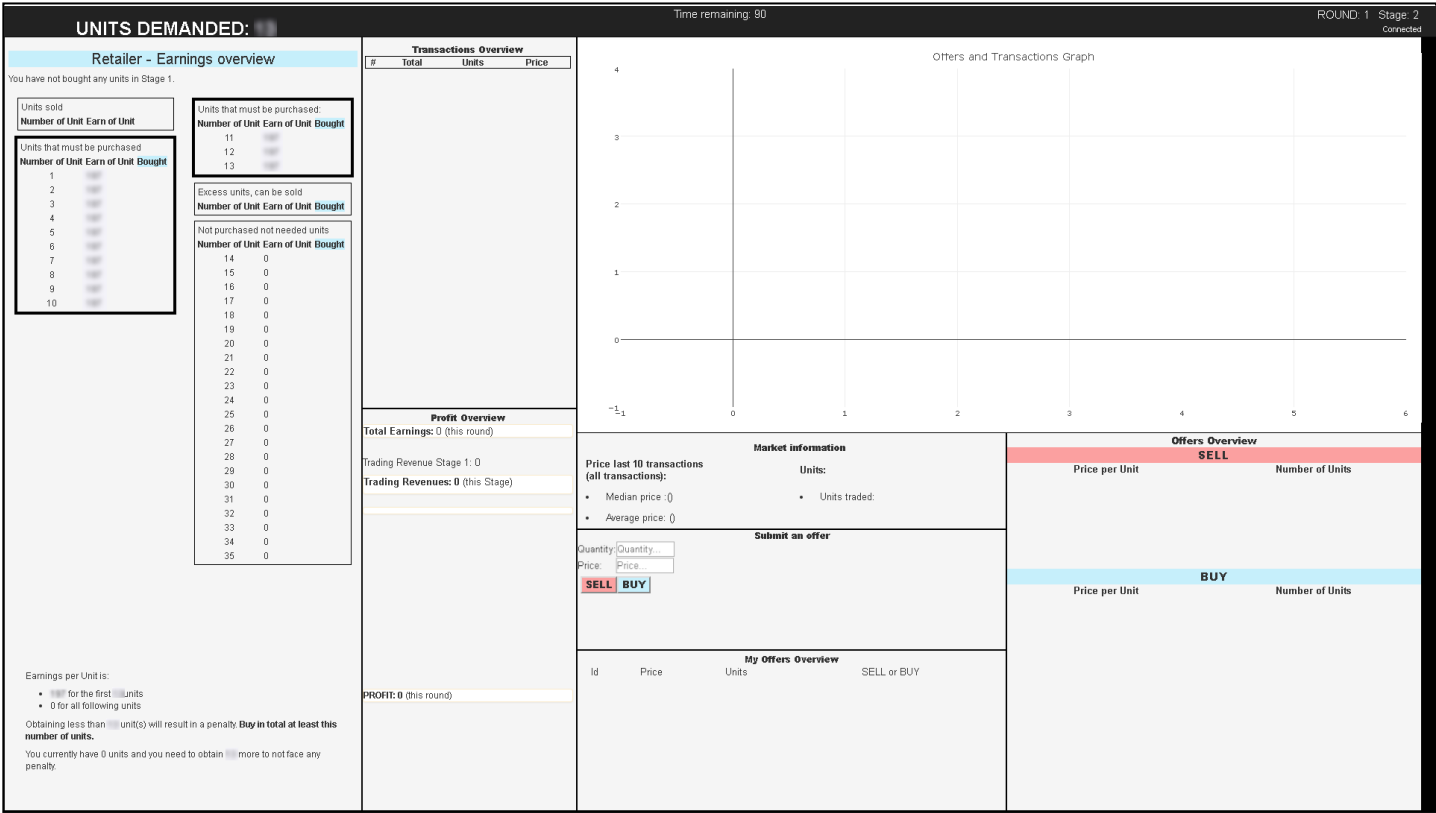 Time remaining: 90
ROUND: 1 Stage: 2
Connected
UNITS DEMANDED:
Retailer - Earnings overview
You have not bought any units in Stage 1.
Units sold
Number of Unit Earn of Unit
Units that must be purchased
Number of Unit Earn of Unit Bought
1
2
3
4
5
6
7
8
9
10
Units that must be purchased:
Number of Unit Earn of Unit Bought
11
12
13
Excess units, can be sold
Number of Unit Earn of Unit Bought
Not purchased not needed units
Number of Unit Earn of Unit Bought
14 0
15 0
16 0
17 0
18 0
19 0
20 0
21 0
22 0
23 0
24 0
25 0
26 0
27 0
28 0
29 0
30 0
31 0
32 0
33 0
34 0
35 0
Earnings per Unit is:
• for the first units
• 0 for all following units
Obtaining less than unit(s) will result in a penalty. Buy in total at least this
number of units.
You currently have 0 units and you need to obtain more to not face any
penalty.
Transactions Overview
# Total Units Price
Profit Overview
Total Earnings: 0 (this round)
Trading Revenue Stage 1: 0
Trading Revenues: 0 (this Stage)
PROFIT: 0 (this round)
Offers and Transactions Graph
4
3
2
1
0
−1
−1 0 1 2 3 4 5 6
Market information
Price last 10 transactions
(all transactions):
• Median price :()
• Average price: ()
Units:
• Units traded:
Submit an offer
Quantity: Quantity...
Price: Price...
SELL BUY
My Offers Overview
Id Price Units SELL or BUY
Offers Overview
SELL
Price per Unit Number of Units
BUY
Price per Unit Number of Units